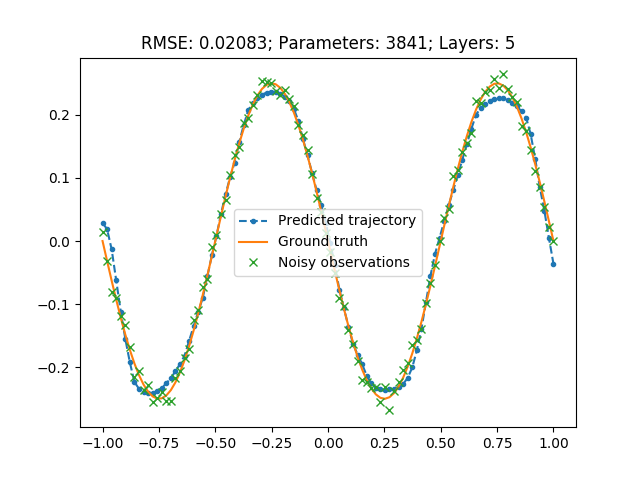 RMSE: 0.02083; Parameters: 3841; Layers: 5
0.2
0.1
0.0
−0.1
−0.2
Predicted trajectory
Ground truth
Noisy observations
−1.00 −0.75 −0.50 −0.25 0.00 0.25 0.50 0.75 1.00